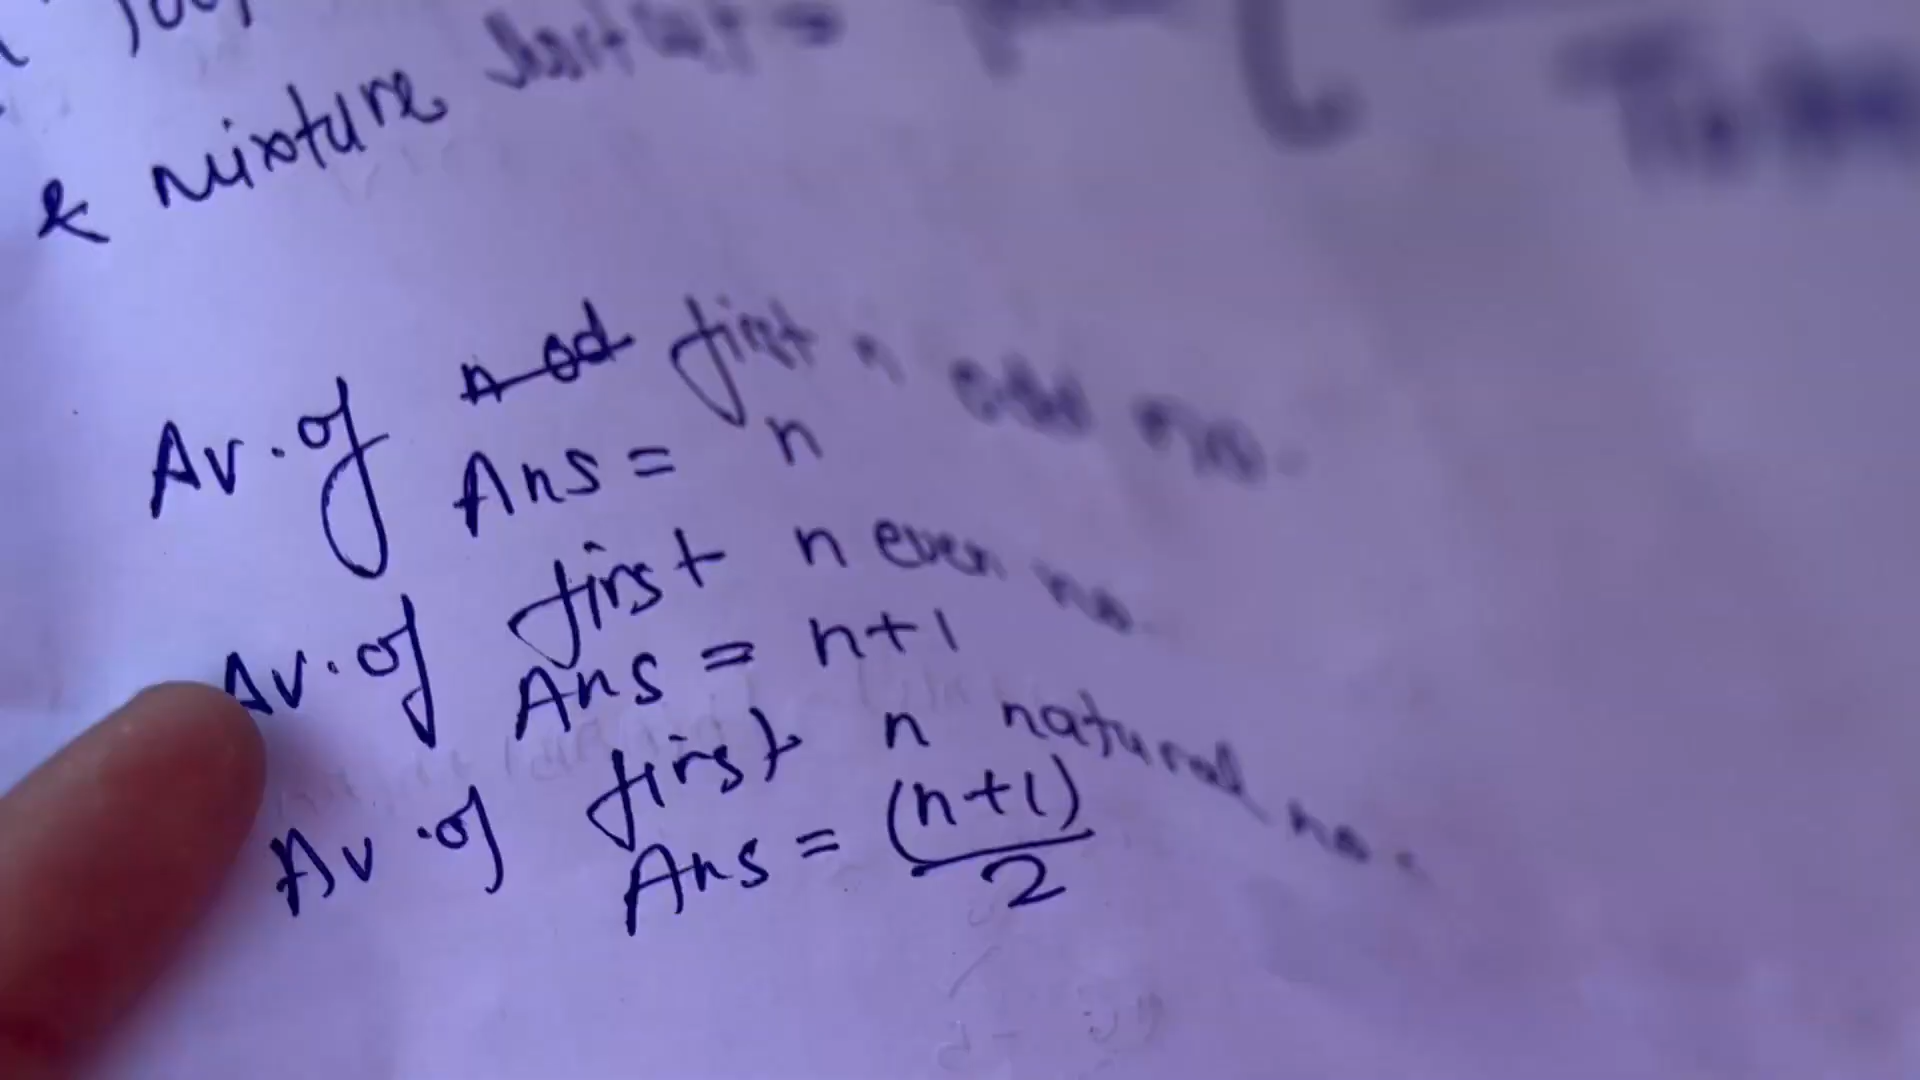 & Mixture
Av. of n od first n odd no.
Ans = n
Av. of first n even no.
Ans = n+1
Av. of first n natural no.
Ans = (n+1)/2